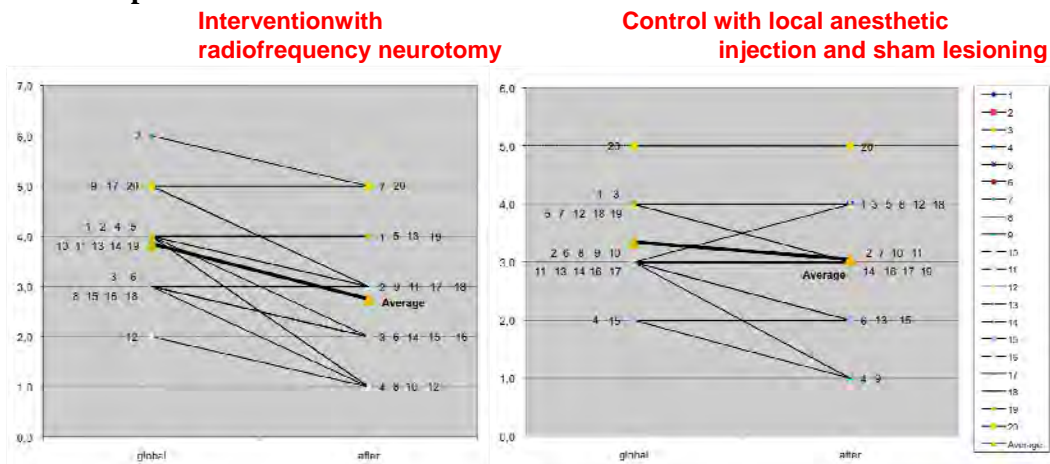 Interventionwith
radiofrequency neurotomy
Control with local anesthetic
injection and sham lesioning
7,0
6,0
5,0
4,0
3,0
2,0
1,0
0,0
9 17 20
1 2 4 5
10 11 13 14 19
3 6
8 15 16 18
12
7 20
1 5 13 19
2 9 11 17 18
Average
3 6 14 15 16
4 8 10 12
global
after
6,0
5,0
4,0
3,0
2,0
1,0
0,0
20
1 3
5 7 12 18 19
2 6 8 9 10
11 13 14 16 17
4 15
20
1 3 5 8 12 18
2 7 10 11
Average
14 16 17 19
6 13 15
4 9
global
after
1
2
3
4
5
6
7
8
9
10
11
12
13
14
15
16
17
18
19
20
Average